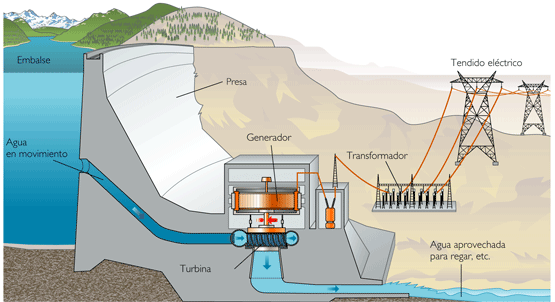 Embalse
Presa
Tendido eléctrico
Agua
en movimiento
Generador
Transformador
Turbina
Agua aprovechada
para regar, etc.